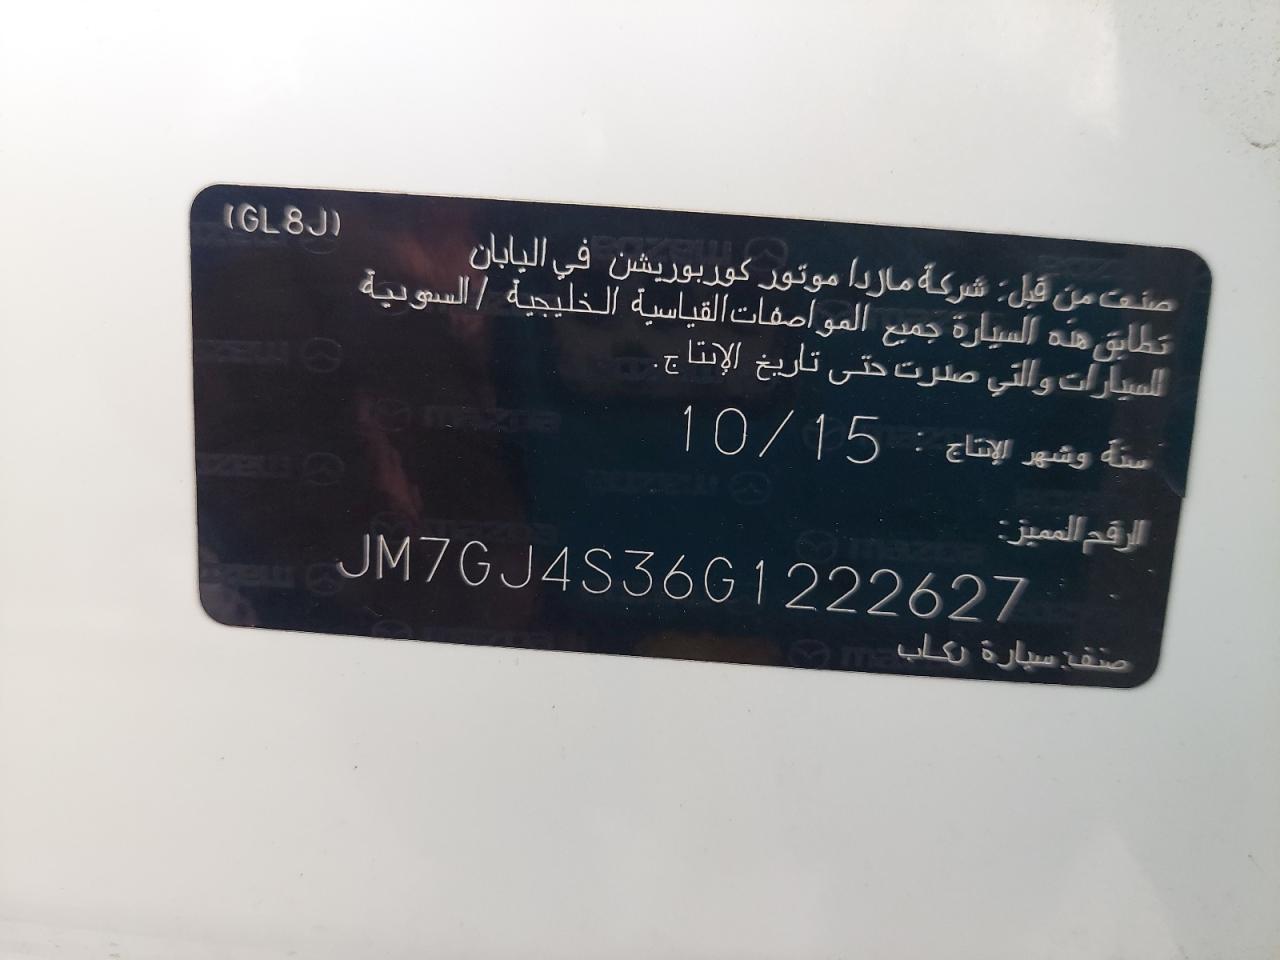 (GL8J)
صنعت من قبل: شركة مازدا موتور كوربوريشن في اليابان
تطابق هذه السيارة جميع المواصفات القياسية الخليجية / السعودية
للسيارات والتي صدرت حتى تاريخ الإنتاج.
سنة وشهر الإنتاج : 10/15
الرقم المميز:
JM7GJ4S36G1222627
صنف: سيارة ركاب